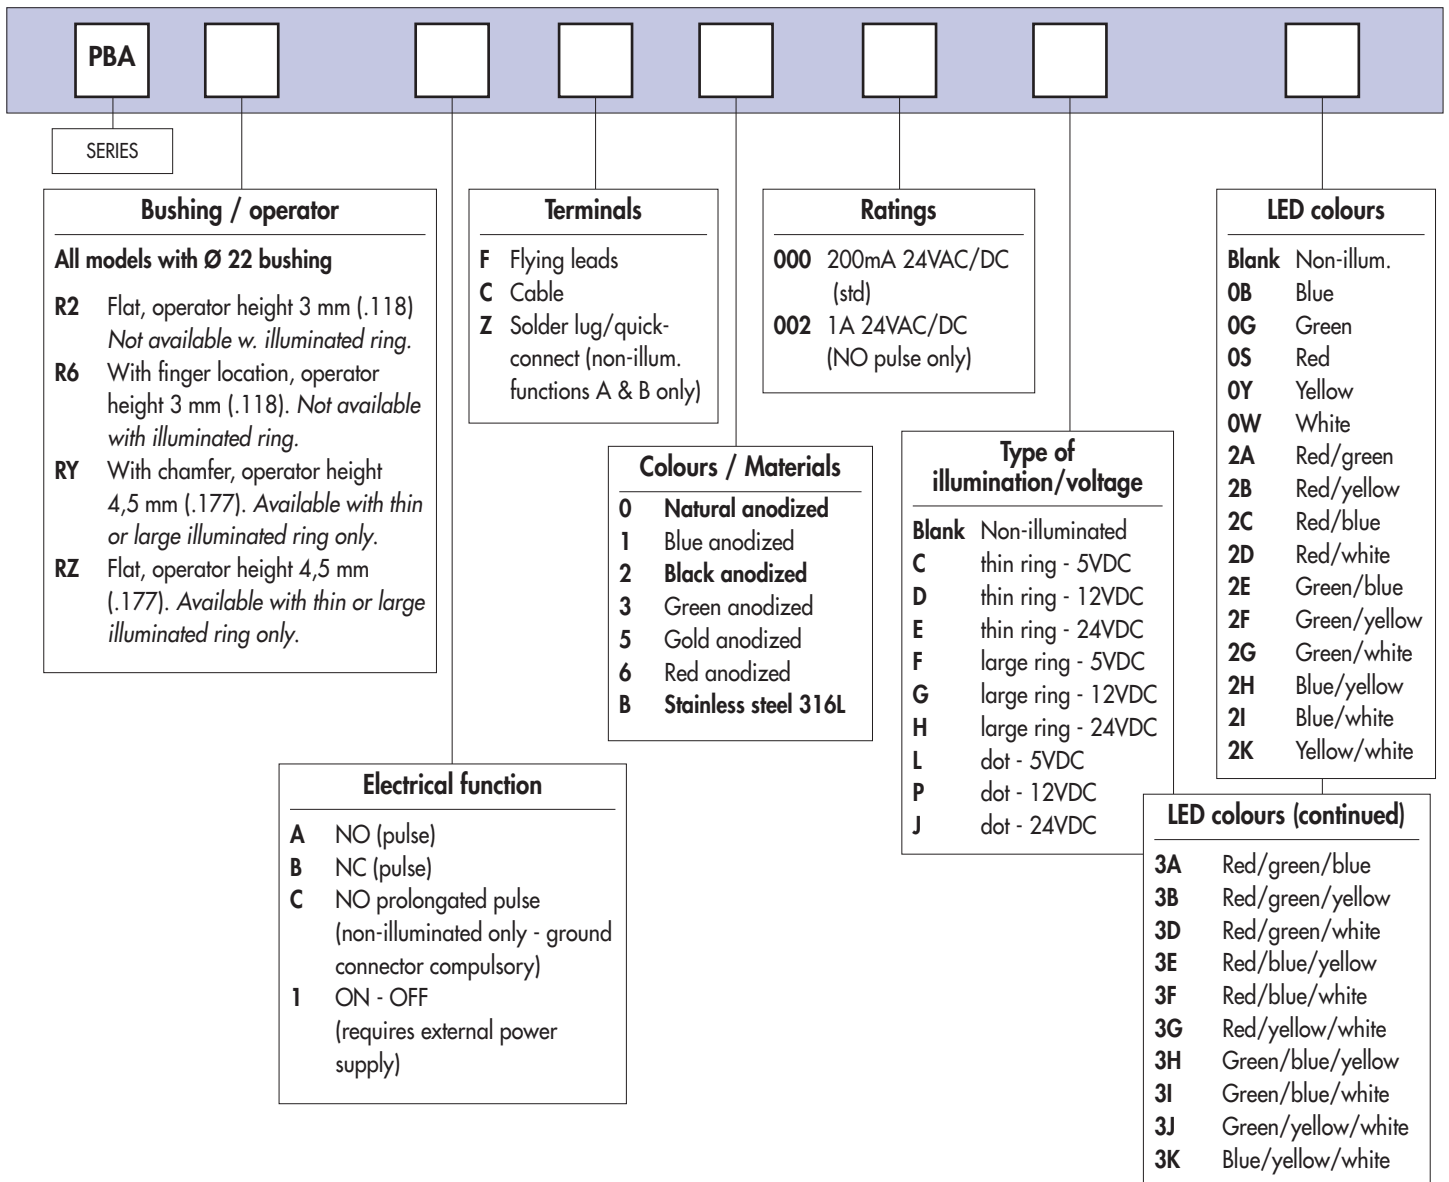 PBA
SERIES
Bushing / operator
All models with Ø 22 bushing
R2 Flat, operator height 3 mm (.118)
Not available w. illuminated ring.
R6 With finger location, operator
height 3 mm (.118). Not available
with illuminated ring.
RY With chamfer, operator height
4,5 mm (.177). Available with thin
or large illuminated ring only.
RZ Flat, operator height 4,5 mm
(.177). Available with thin or large
illuminated ring only.
Electrical function
A NO (pulse)
B NC (pulse)
C NO prolongated pulse
(non-illuminated only - ground
connector compulsory)
1 ON - OFF
(requires external power
supply)
Terminals
F Flying leads
C Cable
Z Solder lug/quick-
connect (non-illum.
functions A & B only)
Colours / Materials
0 Natural anodized
1 Blue anodized
2 Black anodized
3 Green anodized
5 Gold anodized
6 Red anodized
B Stainless steel 316L
Ratings
000 200mA 24VAC/DC
(std)
002 1A 24VAC/DC
(NO pulse only)
Type of
illumination/voltage
Blank Non-illuminated
C thin ring - 5VDC
D thin ring - 12VDC
E thin ring - 24VDC
F large ring - 5VDC
G large ring - 12VDC
H large ring - 24VDC
L dot - 5VDC
P dot - 12VDC
J dot - 24VDC
LED colours
Blank Non-illum.
0B Blue
0G Green
0S Red
0Y Yellow
0W White
2A Red/green
2B Red/yellow
2C Red/blue
2D Red/white
2E Green/blue
2F Green/yellow
2G Green/white
2H Blue/yellow
2I Blue/white
2K Yellow/white
LED colours (continued)
3A Red/green/blue
3B Red/green/yellow
3D Red/green/white
3E Red/blue/yellow
3F Red/blue/white
3G Red/yellow/white
3H Green/blue/yellow
3I Green/blue/white
3J Green/yellow/white
3K Blue/yellow/white